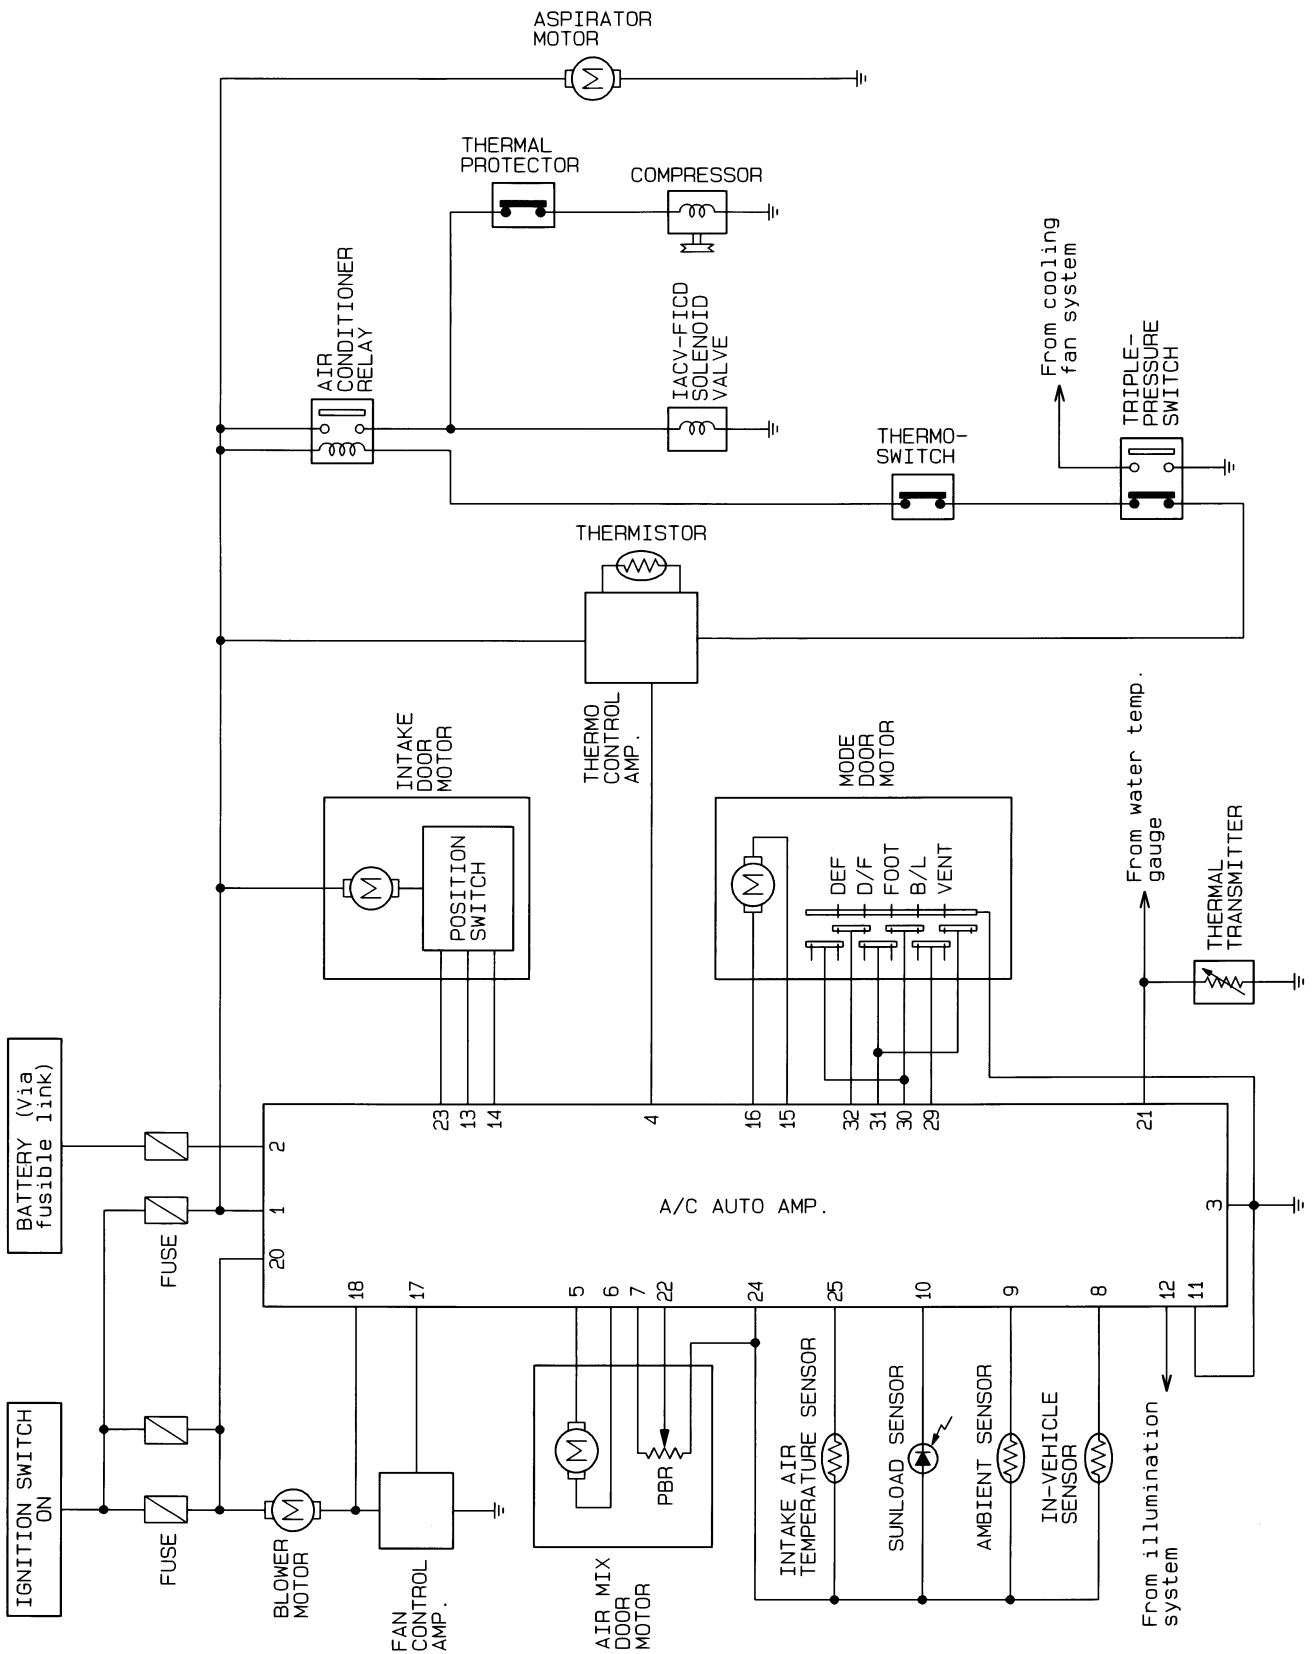 ASPIRATOR
MOTOR
THERMAL
PROTECTOR
COMPRESSOR
AIR
CONDITIONER
RELAY
IACV-FICD
SOLENOID
VALVE
From cooling
fan system
TRIPLE-
PRESSURE
SWITCH
THERMO-
SWITCH
THERMISTOR
THERMO
CONTROL
AMP.
INTAKE
DOOR
MOTOR
POSITION
SWITCH
MODE
DOOR
MOTOR
DEF
D/F
FOOT
B/L
VENT
From water temp.
gauge
THERMAL
TRANSMITTER
BATTERY (Via
fusible link)
FUSE
2
1
20
23
13
14
4
16
15
32
31
30
29
21
A/C AUTO AMP.
3
18
17
5
6
7
22
24
25
10
9
8
12
11
IGNITION SWITCH
ON
FUSE
BLOWER
MOTOR
FAN
CONTROL
AMP.
AIR MIX
DOOR
MOTOR
PBR
INTAKE AIR
TEMPERATURE SENSOR
SUNLOAD SENSOR
AMBIENT SENSOR
IN-VEHICLE
SENSOR
From illumination
system
M
M
M
M
M